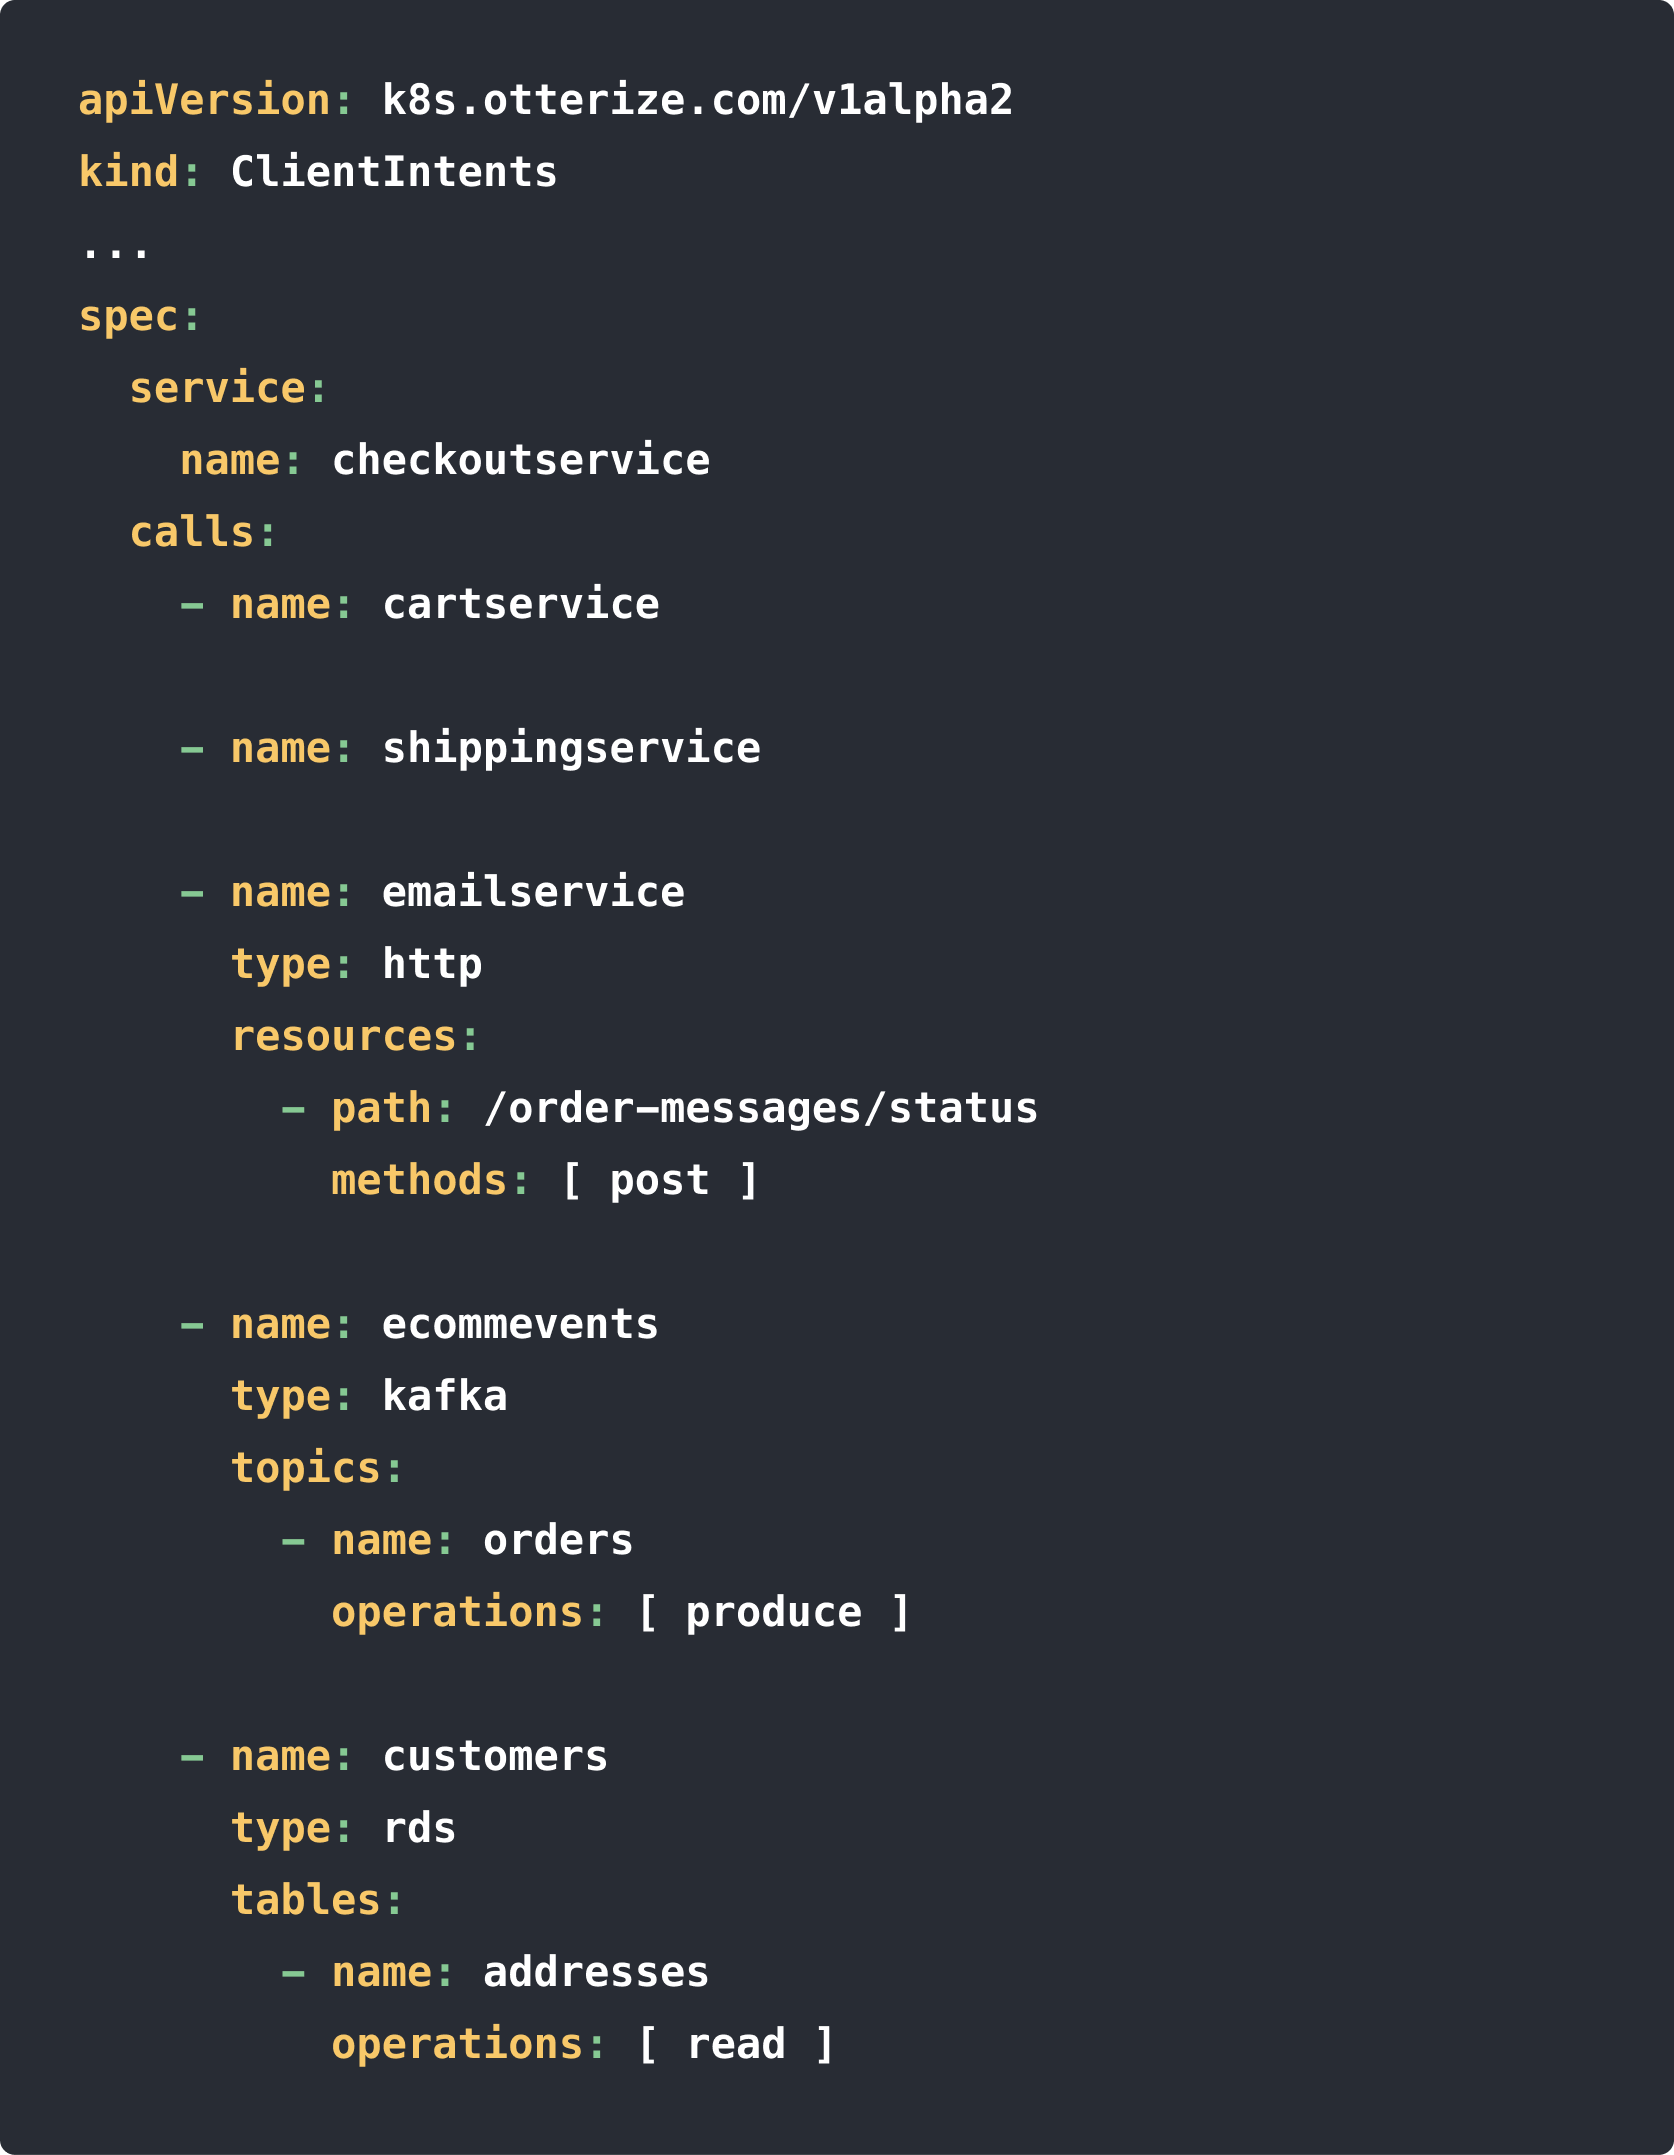 apiVersion: k8s.otterize.com/v1alpha2
kind: ClientIntents
...
spec:
  service:
    name: checkoutservice
  calls:
    - name: cartservice

    - name: shippingservice

    - name: emailservice
      type: http
      resources:
        - path: /order-messages/status
          methods: [ post ]

    - name: ecommevents
      type: kafka
      topics:
        - name: orders
          operations: [ produce ]

    - name: customers
      type: rds
      tables:
        - name: addresses
          operations: [ read ]